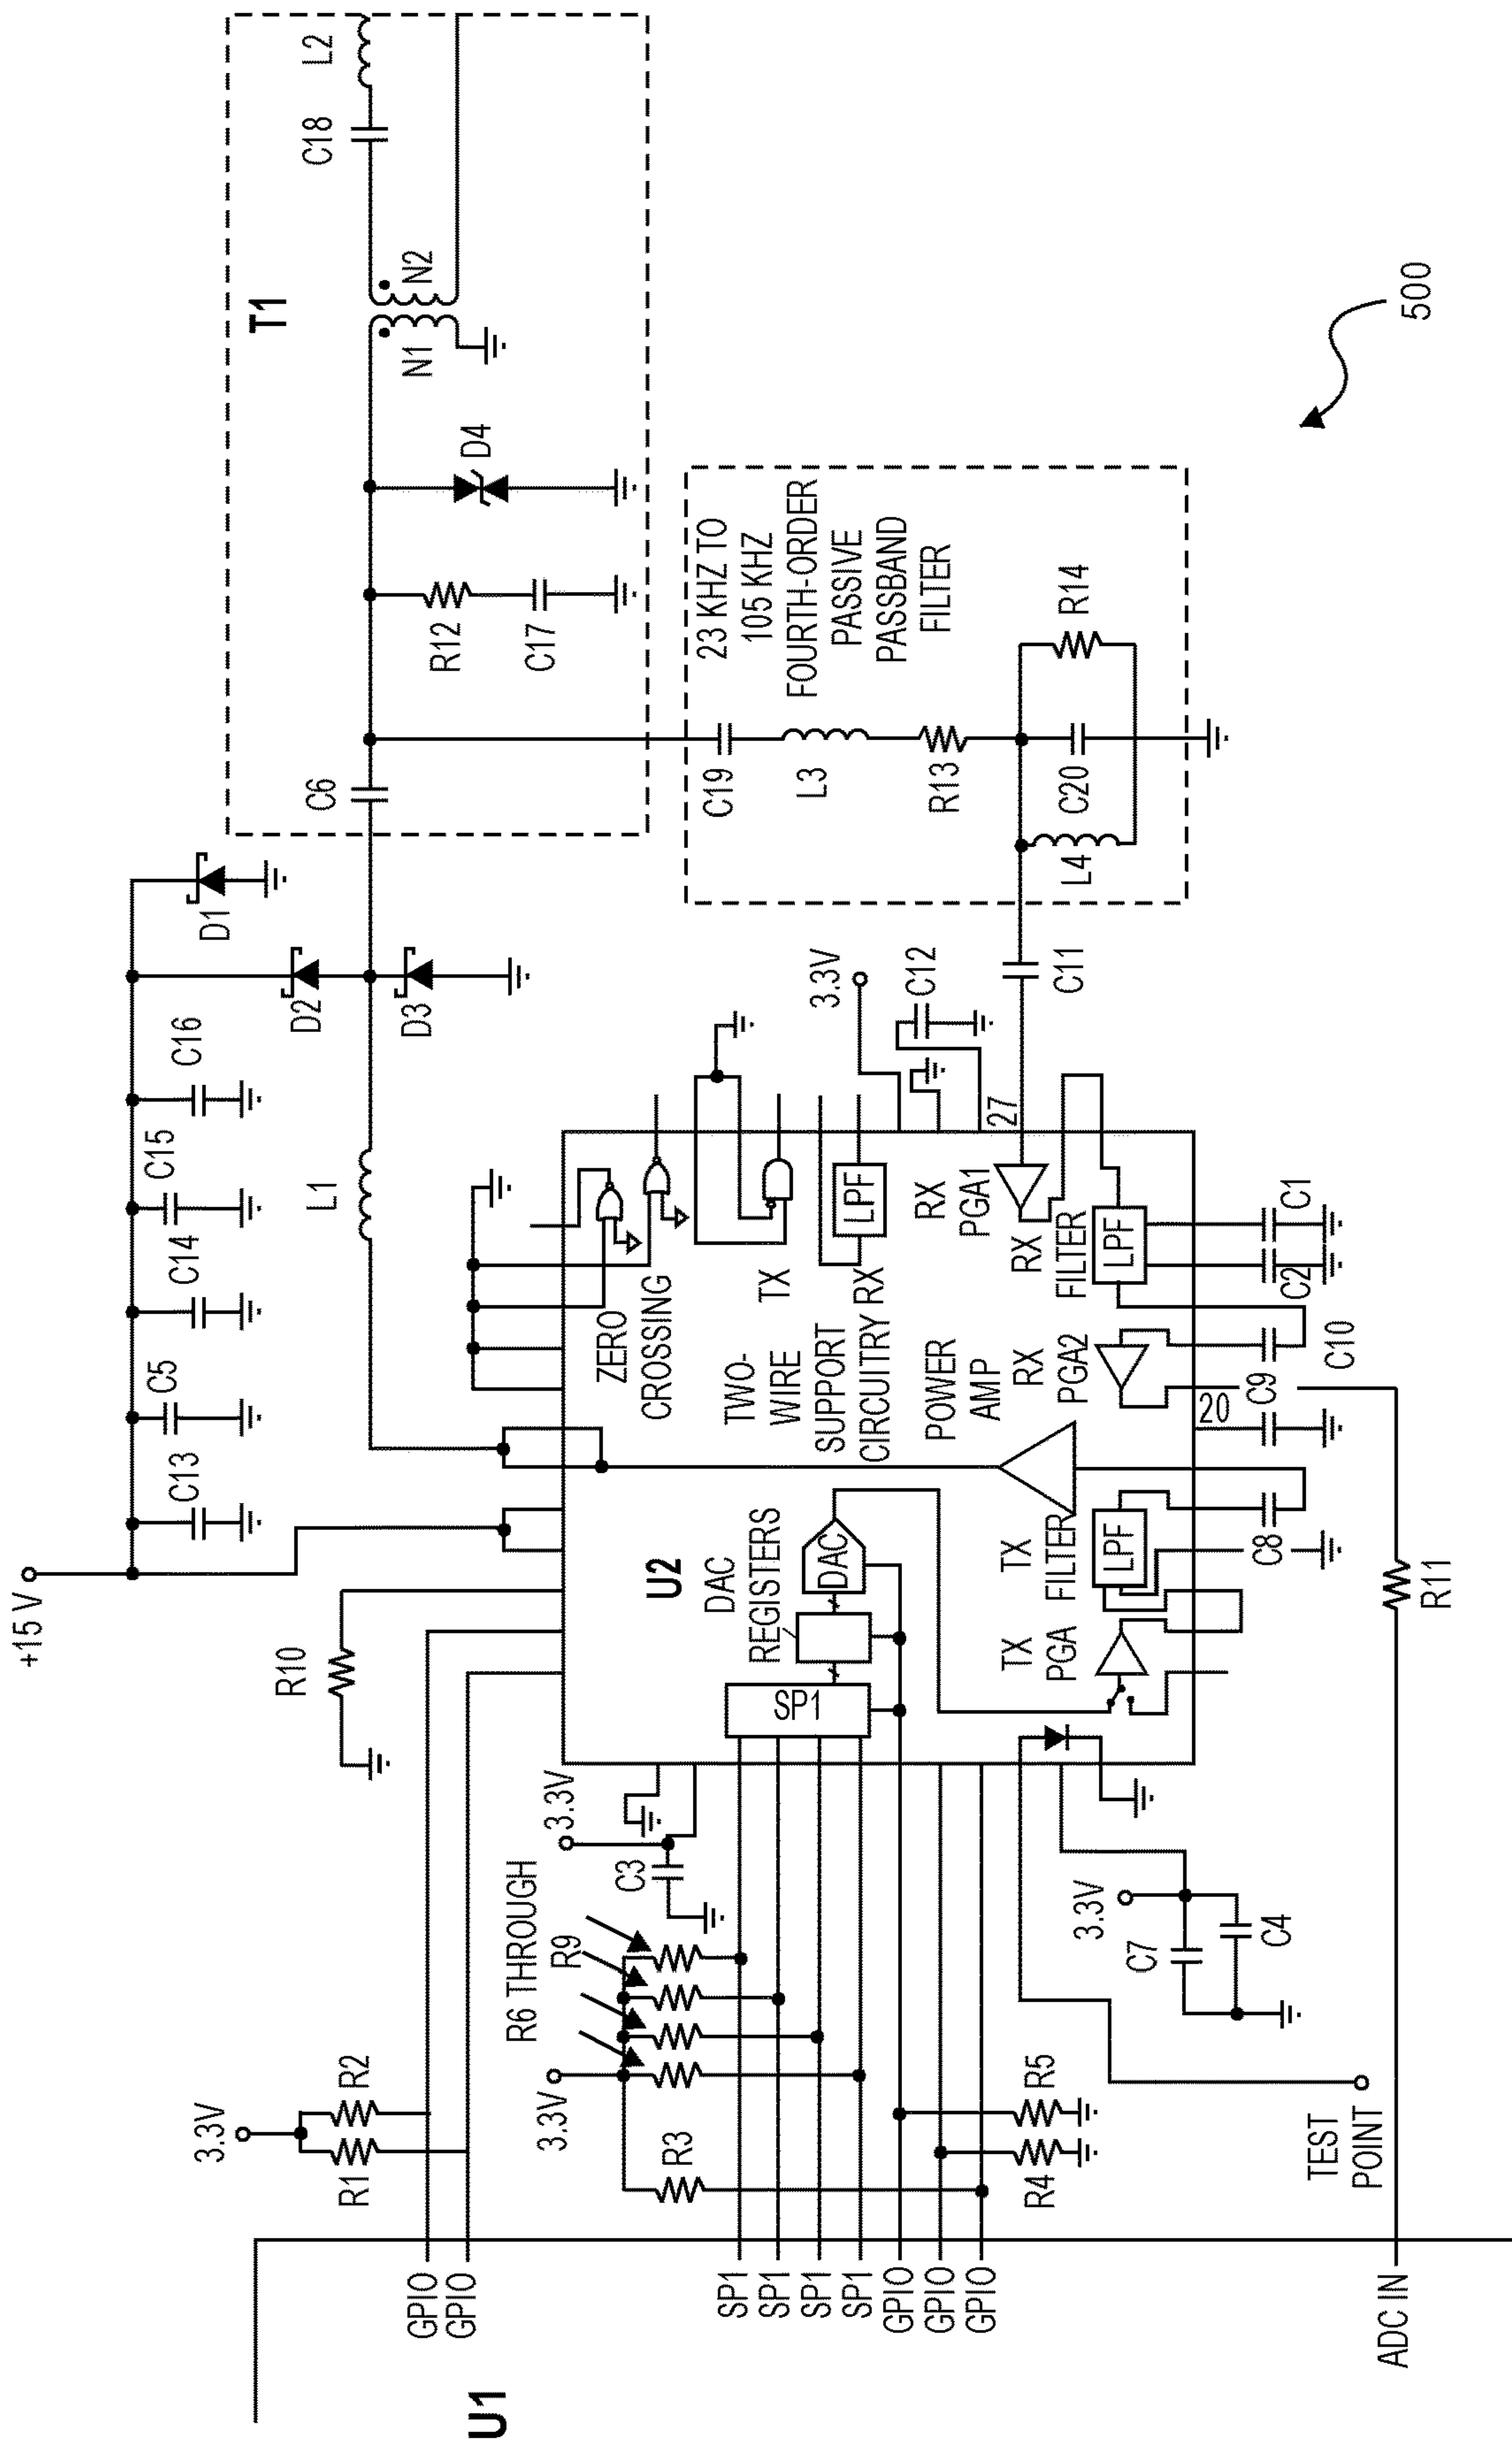 +15 V
C13
C5
C14
C15
C16
D1
D2
D3
L1
C6
T1
R12
C17
D4
N1
N2
C18
L2
R10
3.3V
R1
R2
GPIO
GPIO
U1
3.3V
R6 THROUGH
R9
R3
3.3V
C3
U2
SP1
DAC
REGISTERS
DAC
ZERO
CROSSING
TWO-
WIRE
SUPPORT
CIRCUITRY
TX
RX
LPF
3.3V
C12
POWER
AMP
RX
PGA1
27
C11
RX
FILTER
LPF
RX
PGA2
TX
PGA
TX
FILTER
LPF
20
C1
C2
C10
C9
C8
R11
23 KHZ TO
105 KHZ
FOURTH-ORDER
PASSIVE
PASSBAND
FILTER
C19
L3
R13
C20
R14
L4
SP1
SP1
SP1
SP1
GPIO
GPIO
GPIO
R4
R5
3.3V
C7
C4
TEST
POINT
ADC IN
500